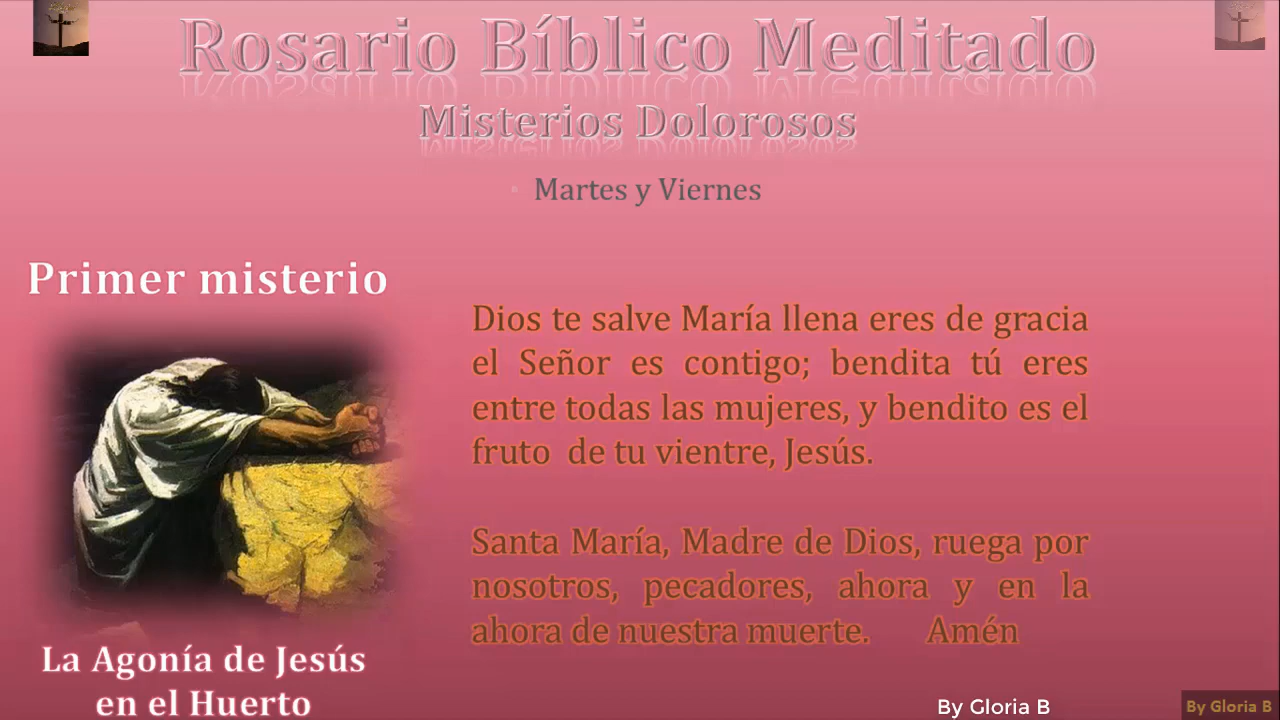 Rosario Bíblico Meditado
Misterios Dolorosos
Martes y Viernes
Primer misterio
Dios te salve María llena eres de gracia
el Señor es contigo; bendita tú eres
entre todas las mujeres, y bendito es el
fruto de tu vientre, Jesús.
Santa María, Madre de Dios, ruega por
nosotros, pecadores, ahora y en la
ahora de nuestra muerte. Amén
La Agonía de Jesús
en el Huerto
By Gloria B
By Gloria B